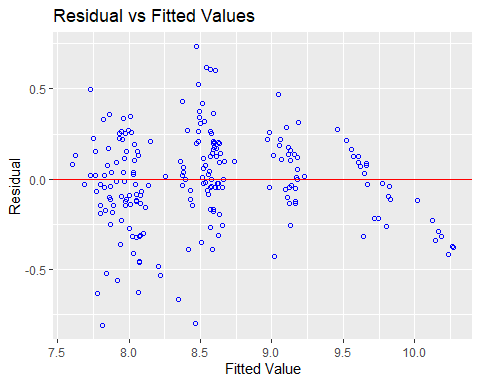 Residual vs Fitted Values
0.5
0.0
-0.5
Residual
7.5 8.0 8.5 9.0 9.5 10.0
Fitted Value